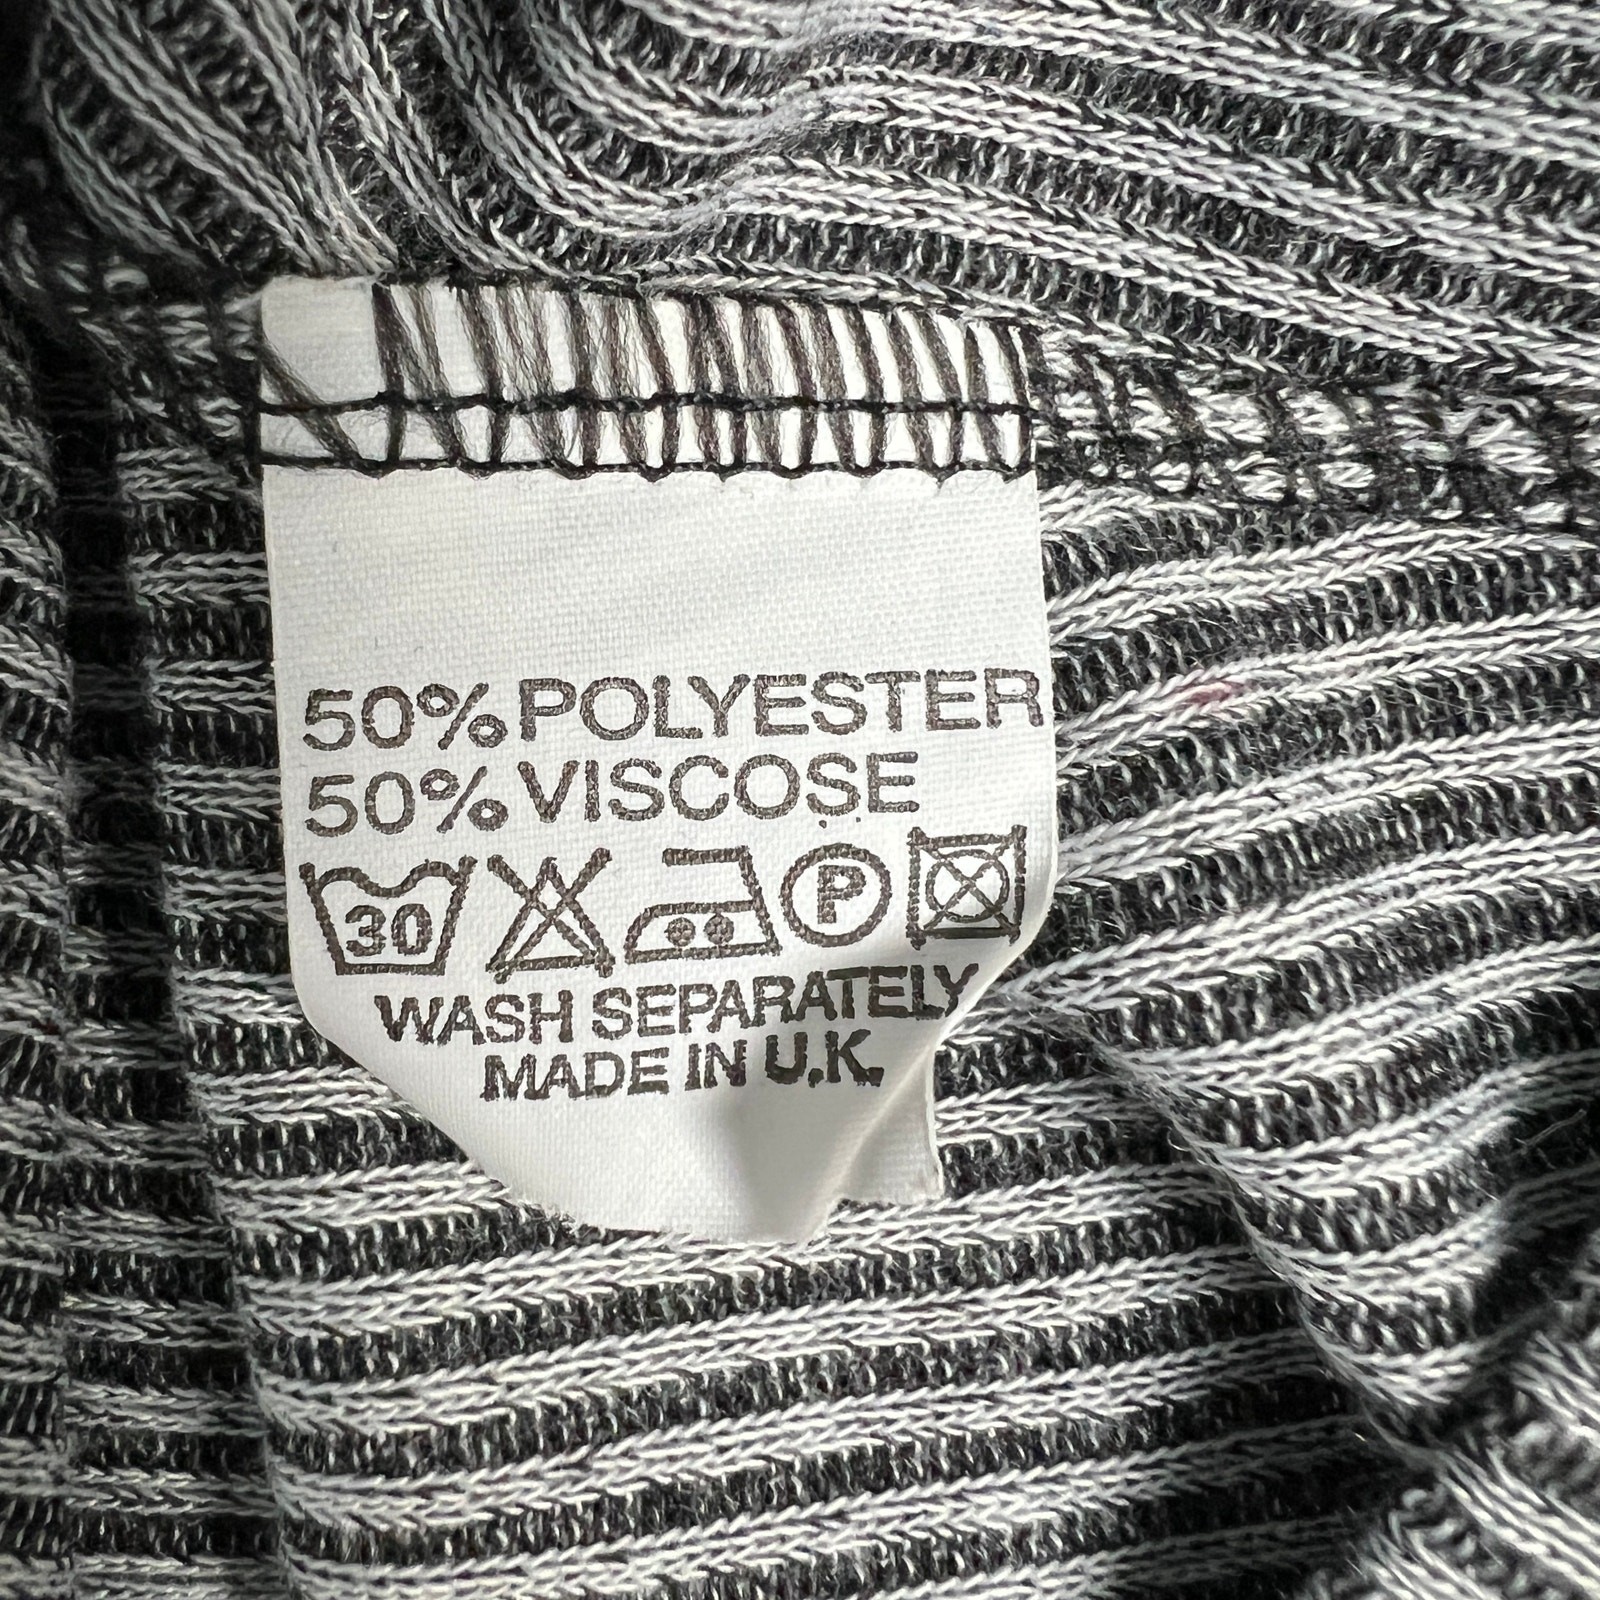 50% POLYESTER
50% VISCOSE
30 P
WASH SEPARATELY
MADE IN U.K.